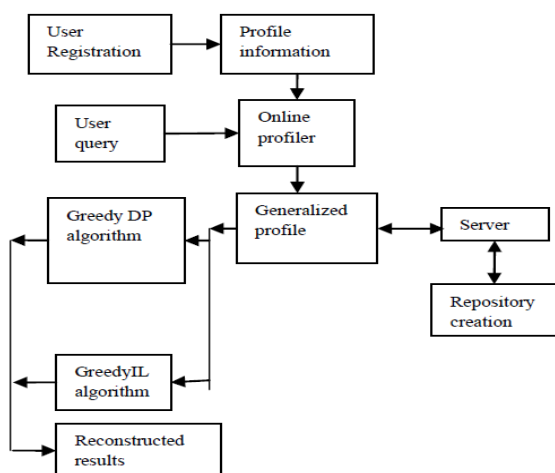 User
Registration
Profile
information
User
query
Online
profiler
Greedy DP
algorithm
Generalized
profile
Server
Repository
creation
GreedyIL
algorithm
Reconstructed
results